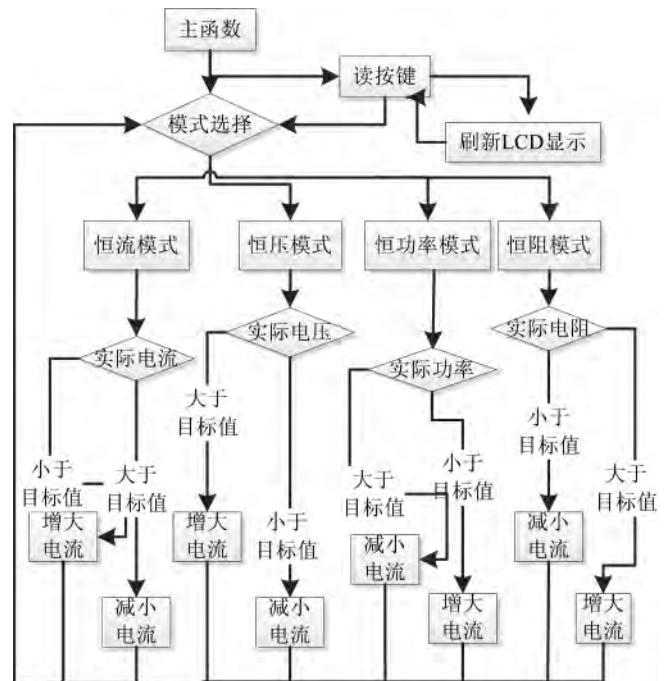 主函数
读按键
模式选择
刷新LCD显示
恒流模式
恒压模式
恒功率模式
恒阻模式
实际电流
实际电压
实际功率
实际电阻
小于
目标值
大于
目标值
大于
目标值
小于
目标值
大于
目标值
小于
目标值
小于
目标值
大于
目标值
增大
电流
减小
电流
增大
电流
减小
电流
减小
电流
增大
电流
减小
电流
增大
电流